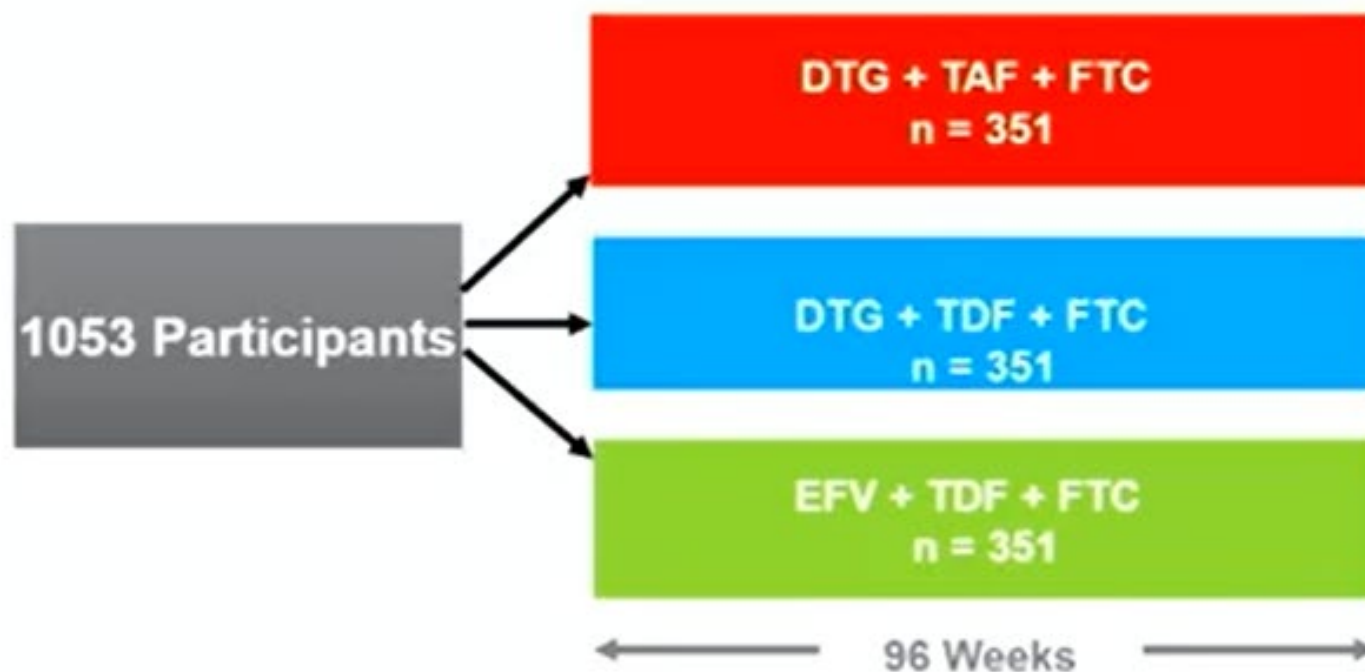 1053 Participants
DTG + TAF + FTC
n = 351
DTG + TDF + FTC
n = 351
EFV + TDF + FTC
n = 351
96 Weeks